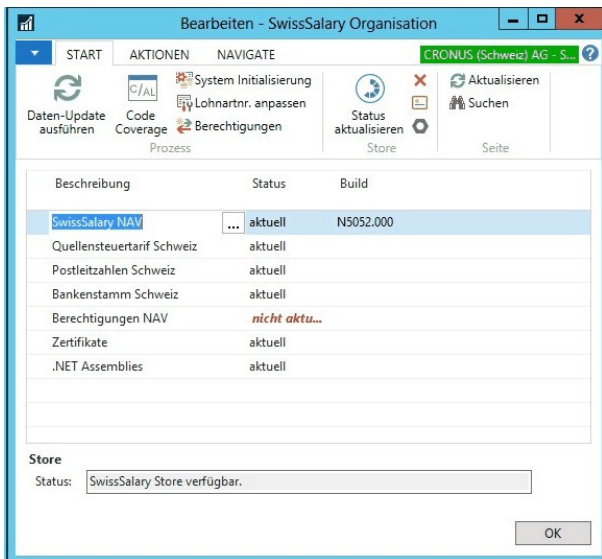 Bearbeiten - SwissSalary Organisation
START AKTIONEN NAVIGATE CRONUS (Schweiz) AG - S...
Daten-Update ausführen
C/AL
Code Coverage
System Initialisierung
Lohnartnr. anpassen
Berechtigungen
Prozess
Status aktualisieren
Store
Aktualisieren
Suchen
Seite
Beschreibung Status Build
SwissSalary NAV ... aktuell N5052.000
Quellensteuertarif Schweiz aktuell
Postleitzahlen Schweiz aktuell
Bankenstamm Schweiz aktuell
Berechtigungen NAV nicht aktu...
Zertifikate aktuell
.NET Assemblies aktuell
Store
Status: SwissSalary Store verfügbar.
OK